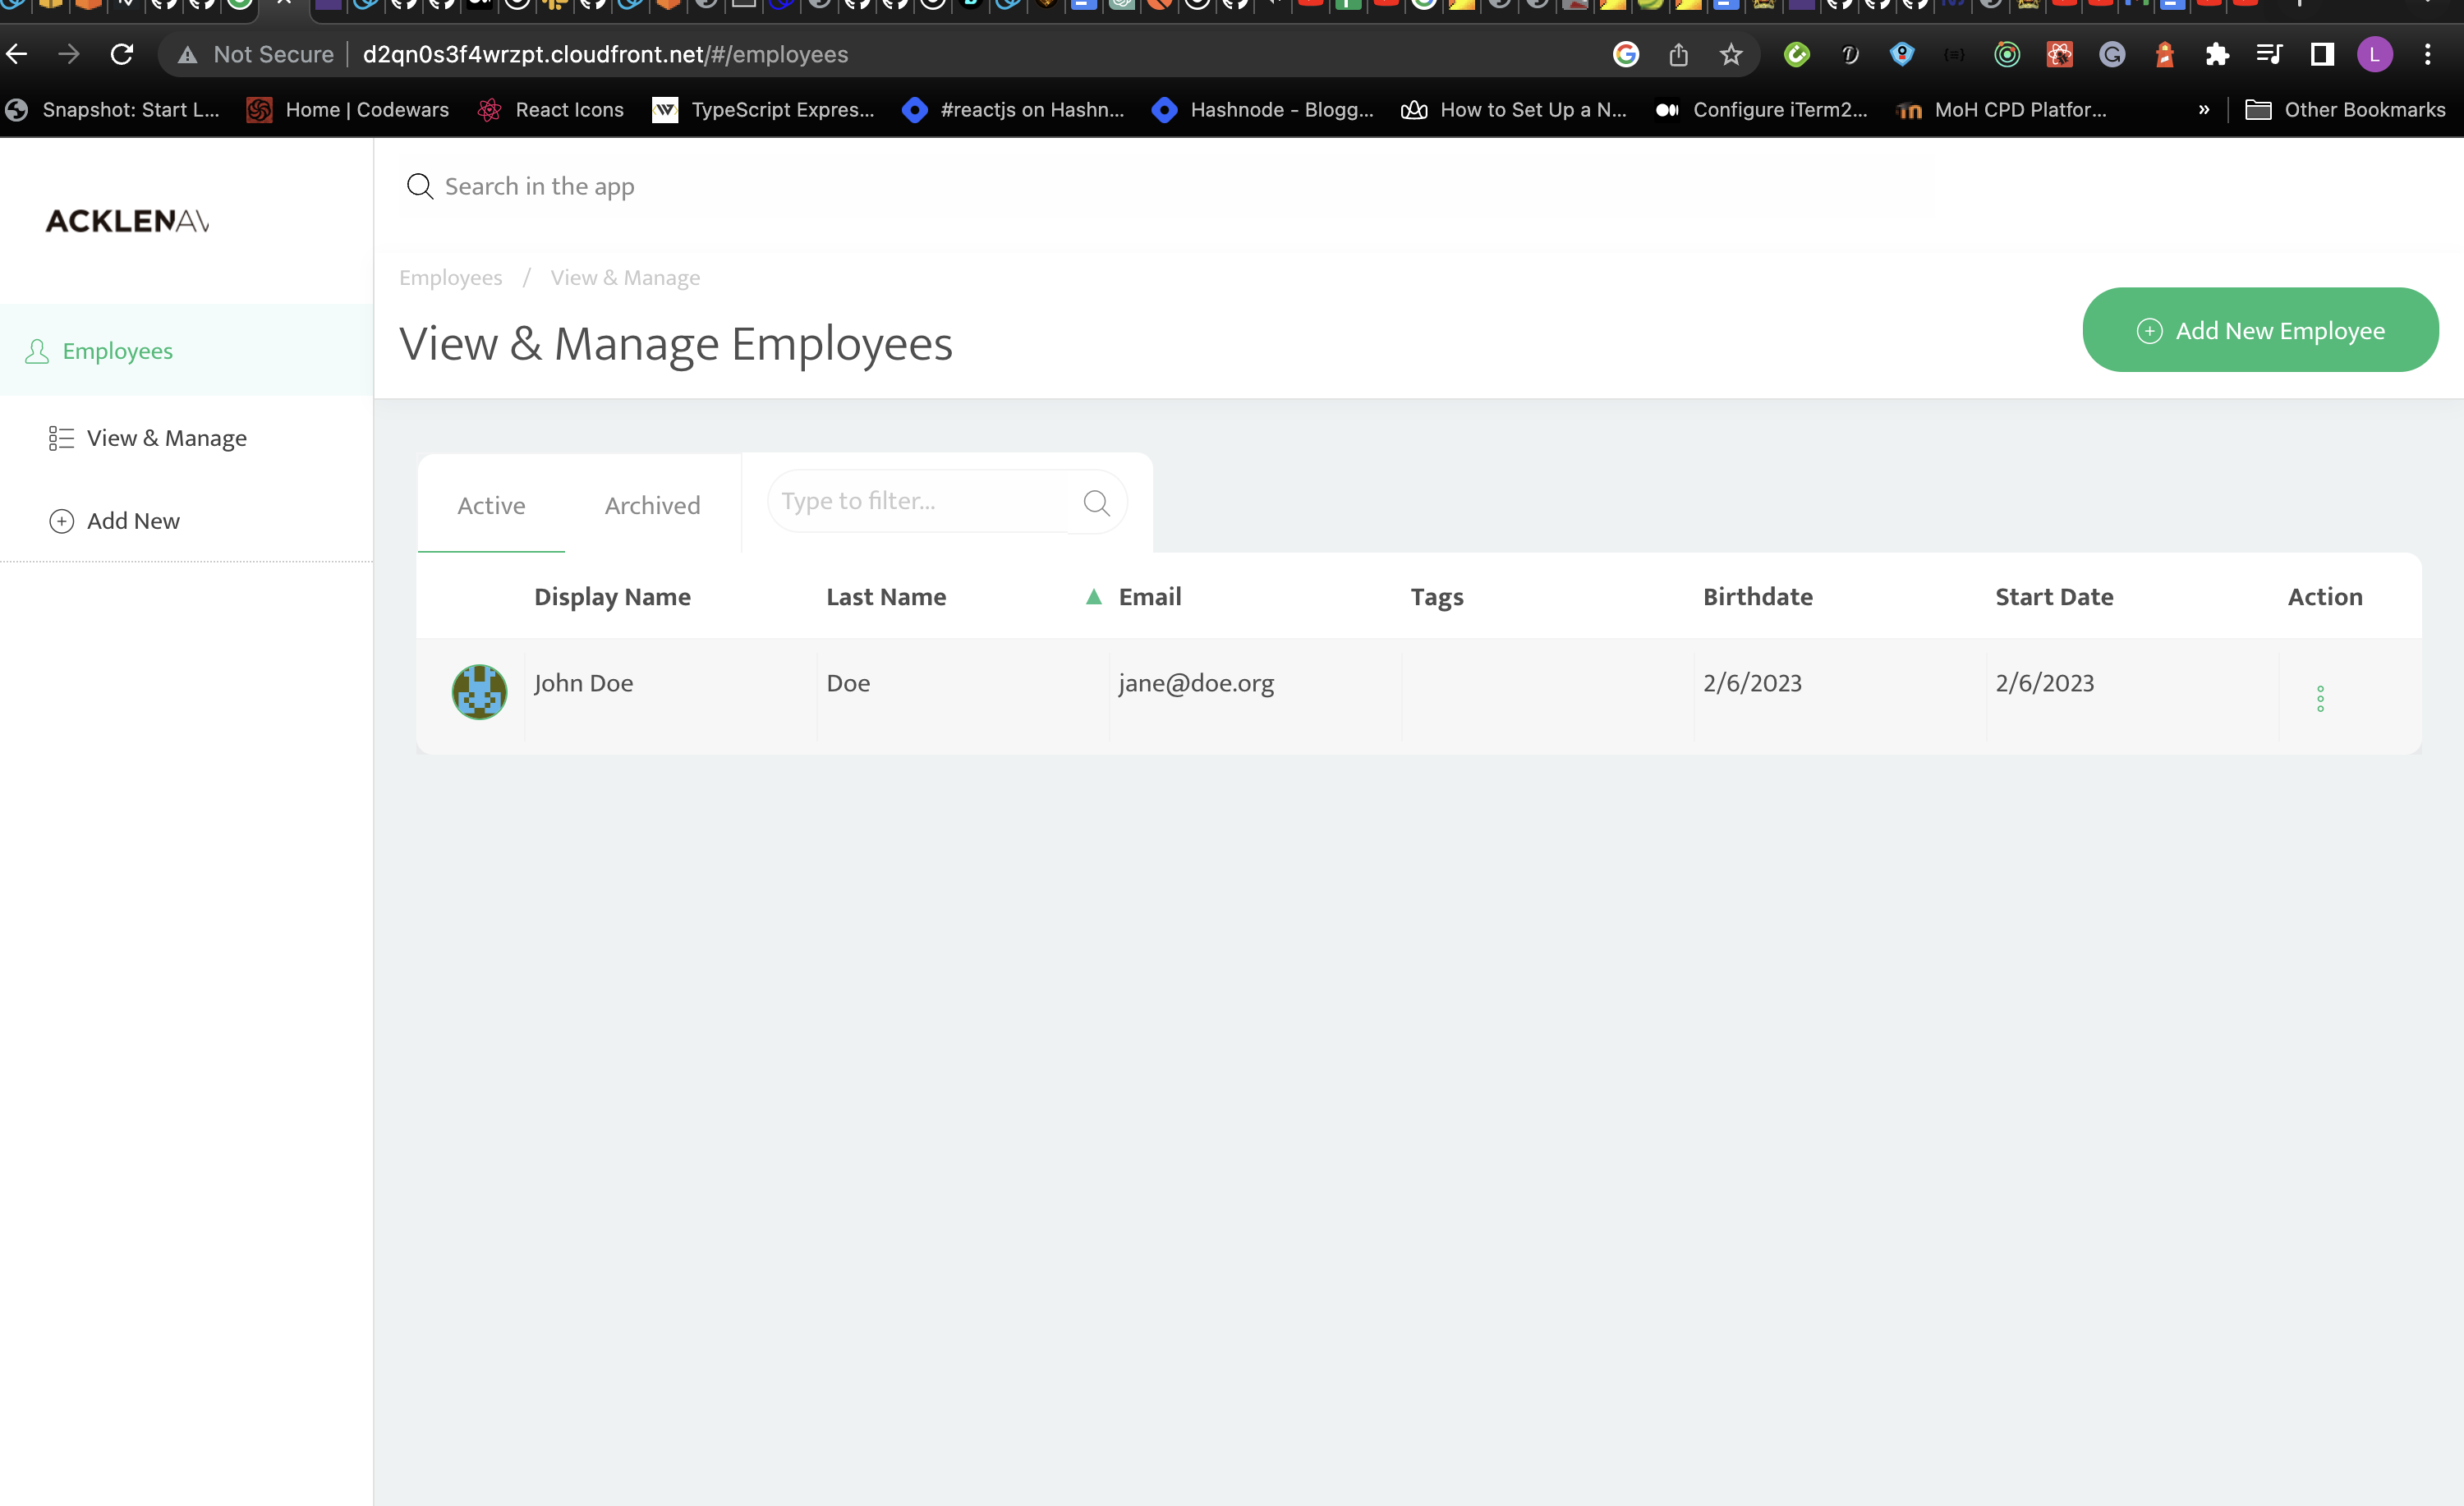 Not Secure d2qn0s3f4wrzpt.cloudfront.net/#/employees
L
Snapshot: Start L... Home | Codewars React Icons TypeScript Expres... #reactjs on Hashn... Hashnode - Blogg... How to Set Up a N... Configure iTerm2... MoH CPD Platfor... » Other Bookmarks
ACKLENAV
Search in the app
Employees / View & Manage
View & Manage Employees
Add New Employee
Employees
View & Manage
Add New
Active Archived Type to filter...
Display Name Last Name Email Tags Birthdate Start Date Action
John Doe Doe jane@doe.org 2/6/2023 2/6/2023